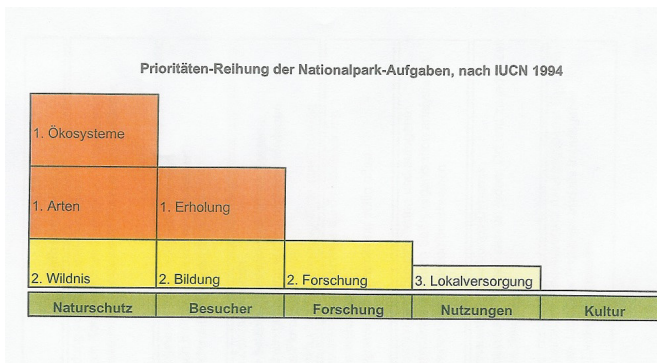 Prioritäten-Reihung der Nationalpark-Aufgaben, nach IUCN 1994
1. Ökosysteme
1. Arten
1. Erholung
2. Wildnis
2. Bildung
2. Forschung
3. Lokalversorgung
Naturschutz
Besucher
Forschung
Nutzungen
Kultur